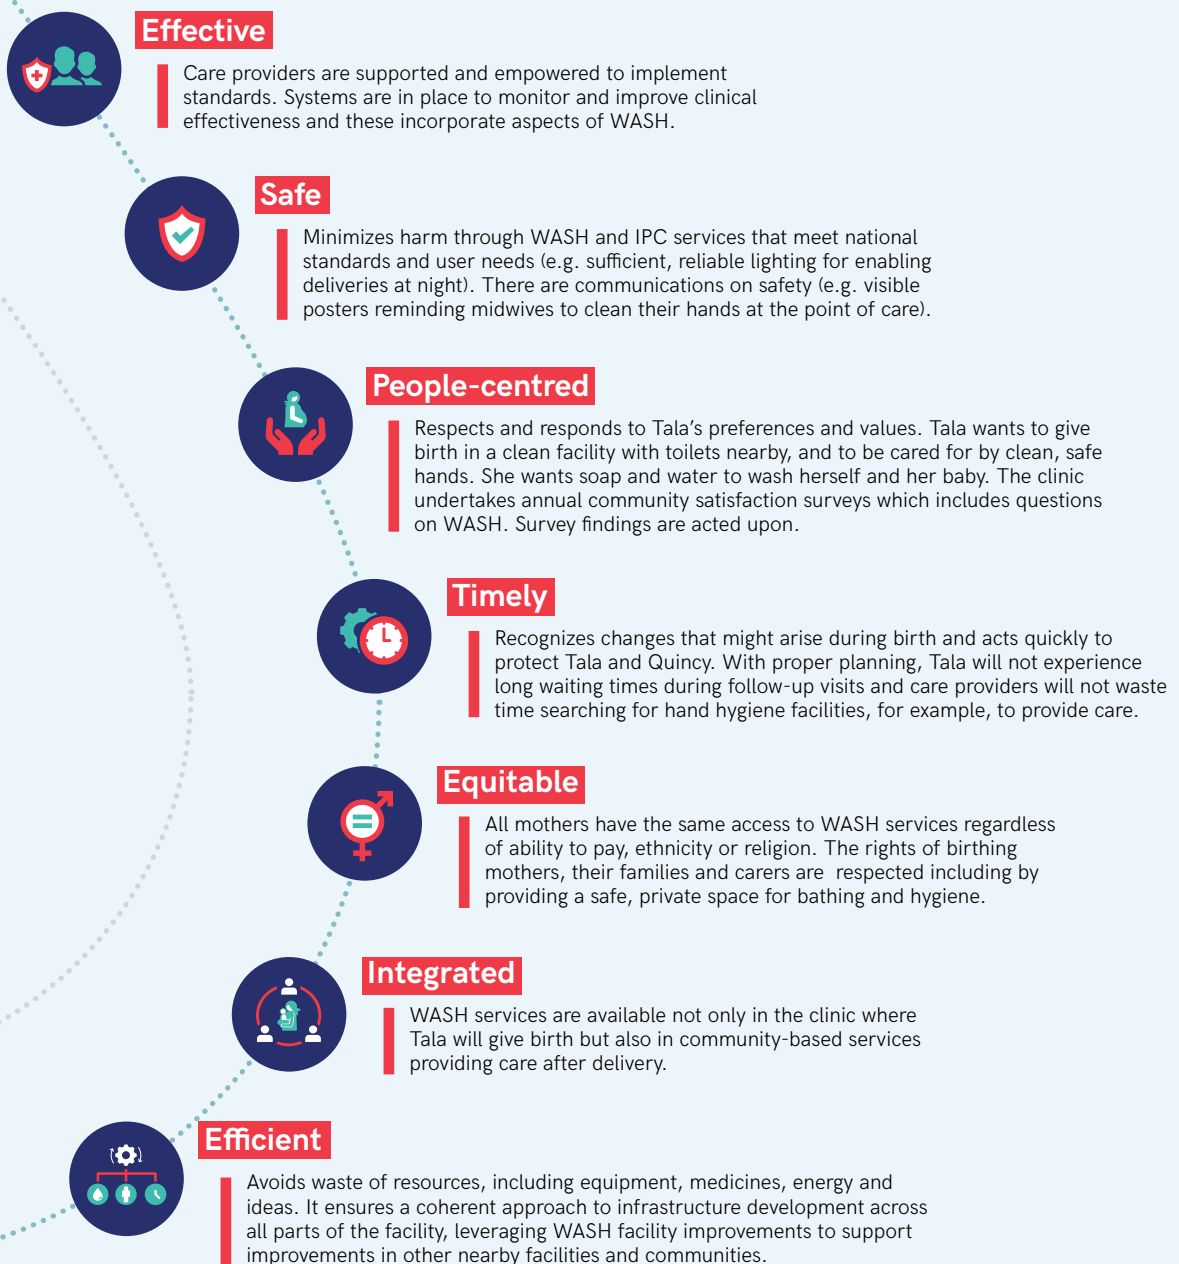 Effective
Care providers are supported and empowered to implement
standards. Systems are in place to monitor and improve clinical
effectiveness and these incorporate aspects of WASH.
Safe
Minimizes harm through WASH and IPC services that meet national
standards and user needs (e.g. sufficient, reliable lighting for enabling
deliveries at night). There are communications on safety (e.g. visible
posters reminding midwives to clean their hands at the point of care).
People-centred
Respects and responds to Tala's preferences and values. Tala wants to give
birth in a clean facility with toilets nearby, and to be cared for by clean, safe
hands. She wants soap and water to wash herself and her baby. The clinic
undertakes annual community satisfaction surveys which includes questions
on WASH. Survey findings are acted upon.
Timely
Recognizes changes that might arise during birth and acts quickly to
protect Tala and Quincy. With proper planning, Tala will not experience
long waiting times during follow-up visits and care providers will not waste
time searching for hand hygiene facilities, for example, to provide care.
Equitable
All mothers have the same access to WASH services regardless
of ability to pay, ethnicity or religion. The rights of birthing
mothers, their families and carers are  respected including by
providing a safe, private space for bathing and hygiene.
Integrated
WASH services are available not only in the clinic where
Tala will give birth but also in community-based services
providing care after delivery.
Efficient
Avoids waste of resources, including equipment, medicines, energy and
ideas. It ensures a coherent approach to infrastructure development across
all parts of the facility, leveraging WASH facility improvements to support
improvements in other nearby facilities and communities.